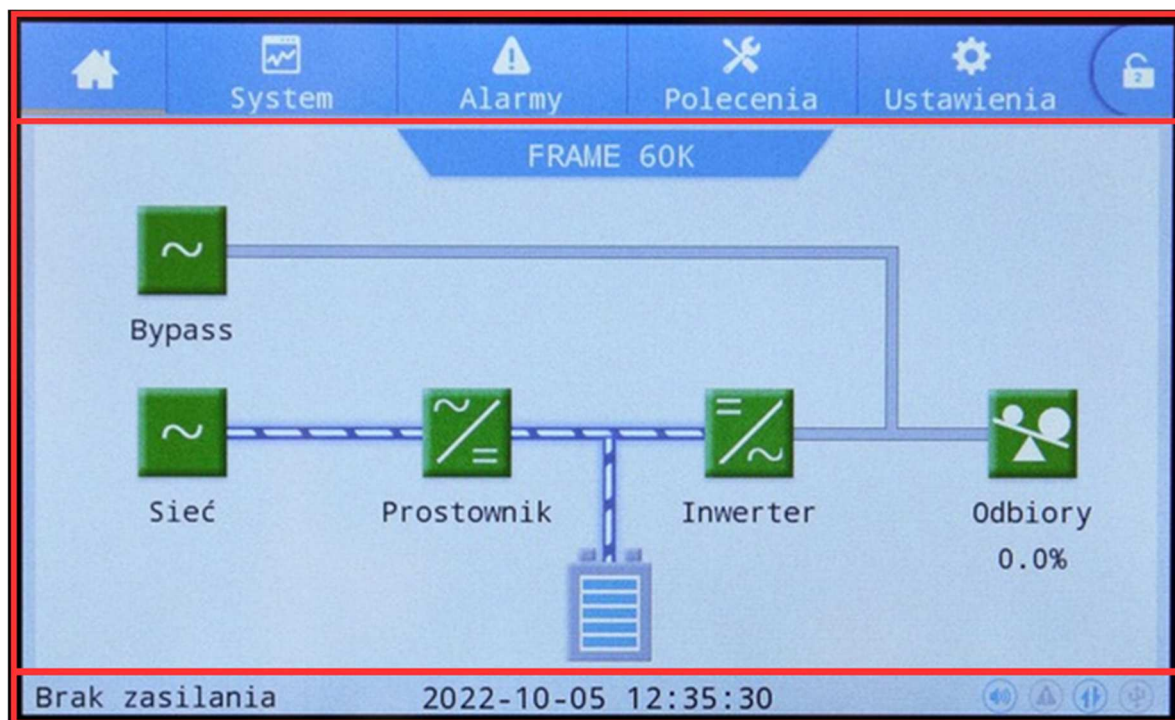 System
Alarmy
Polecenia
Ustawienia
2
FRAME 60K
Bypass
Sieć
Prostownik
Inwerter
Odbiory
0.0%
Brak zasilania
2022-10-05 12:35:30